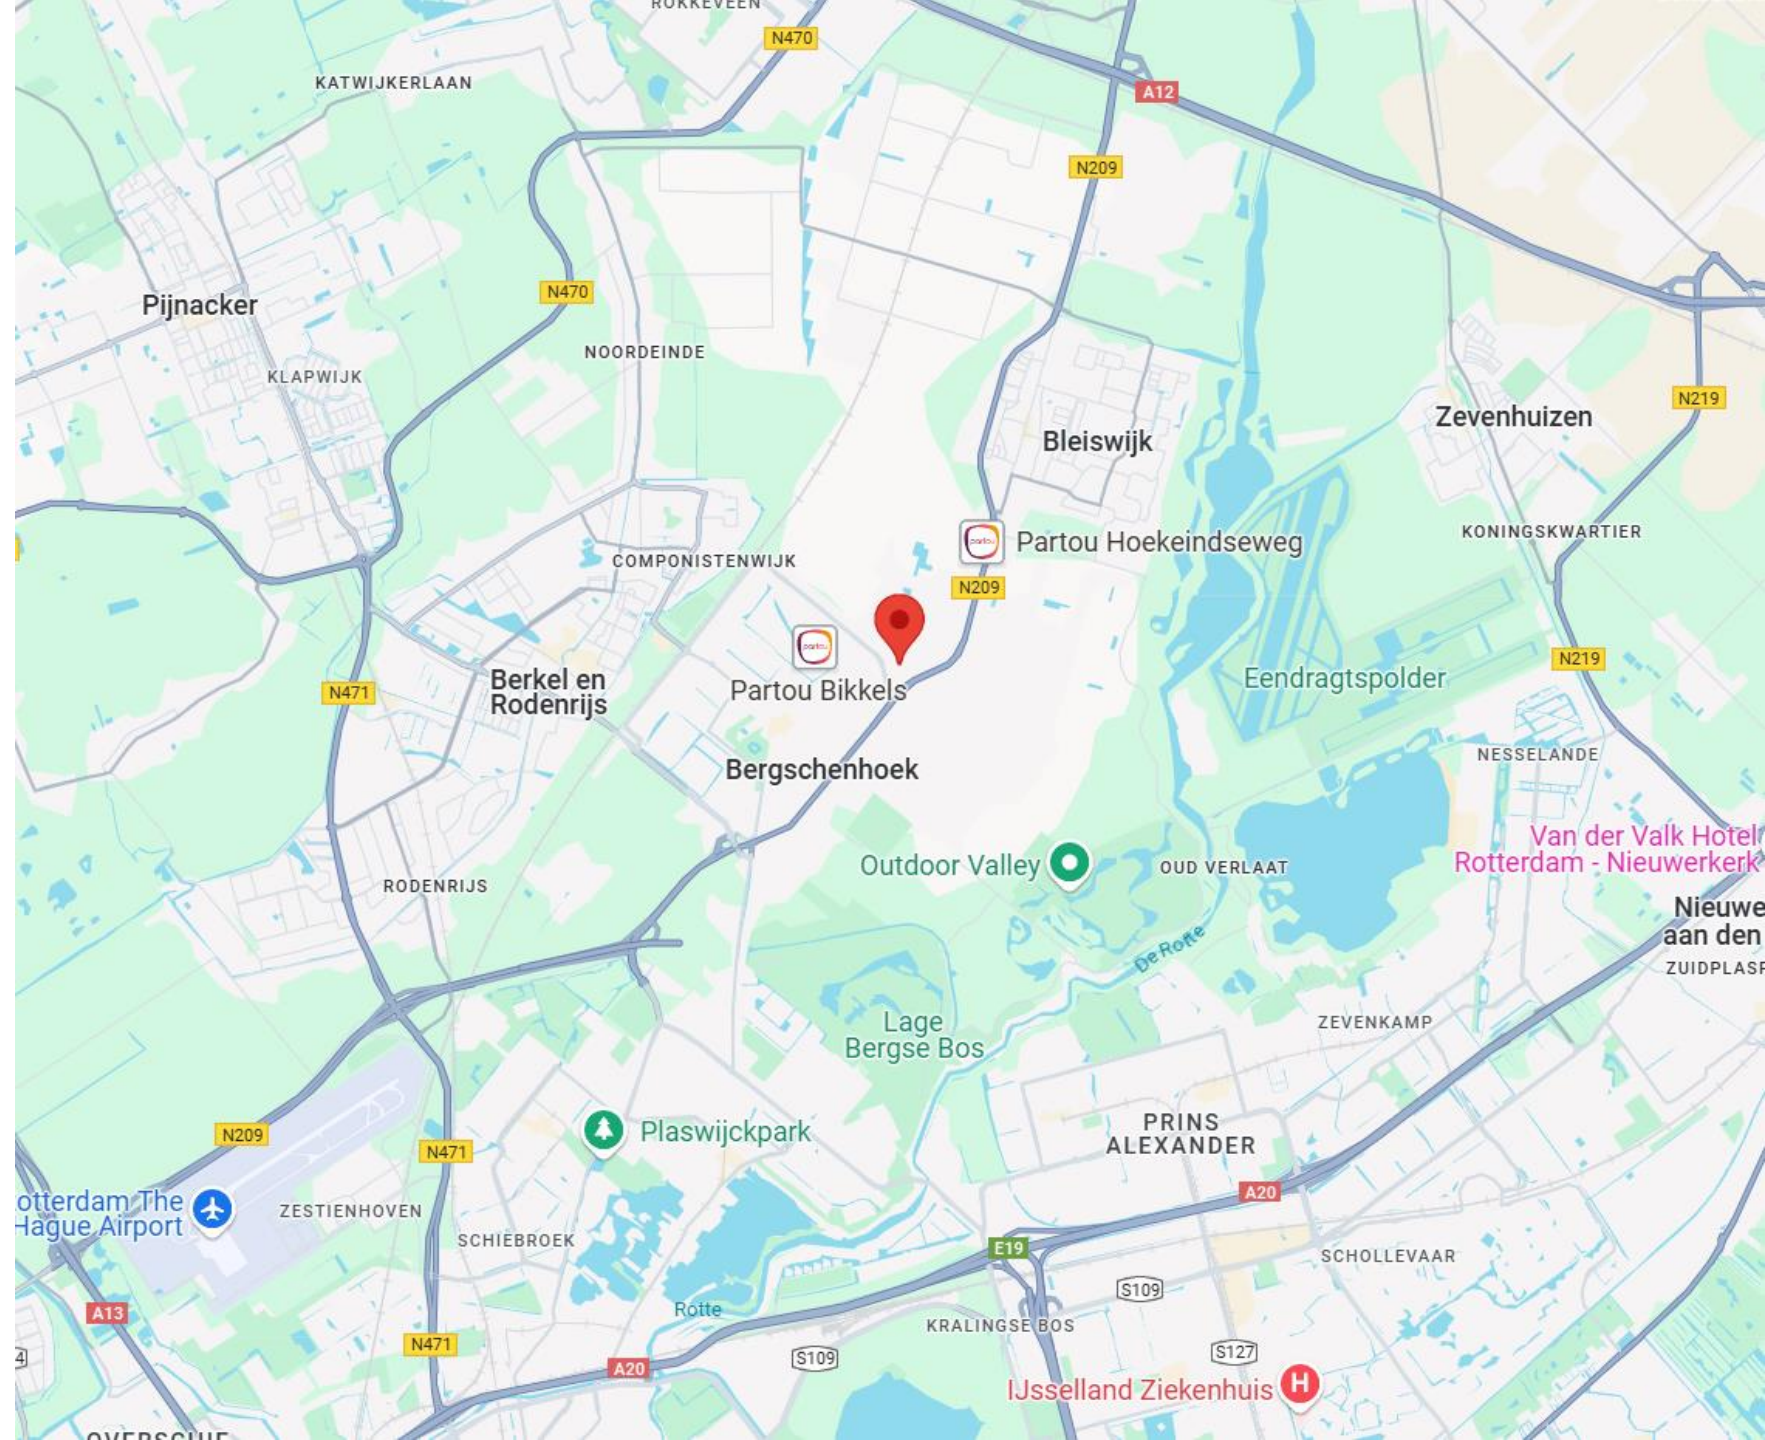 ROKKEVEEN
N470
KATWIJKERLAAN
A12
N209
Pijnacker
N470
NOORDEINDE
KLAPWIJK
N219
Zevenhuizen
Bleiswijk
KONINGSKWARTIER
partou
Partou Hoekeindseweg
COMPONISTENWIJK
N209
partou
N219
Berkel en
Rodenrijs
Eendragtspolder
N471
Partou Bikkels
NESSELANDE
Bergschenhoek
Van der Valk Hotel
Rotterdam - Nieuwerkerk
Outdoor Valley
OUD VERLAAT
RODENRIJS
Nieuwe
aan den
De Rotte
ZUIDPLASP
Lage
Bergse Bos
ZEVENKAMP
Plaswijckpark
PRINS
ALEXANDER
N209
N471
A20
otterdam The
Hague Airport
ZESTIENHOVEN
SCHIEBROEK
E19
SCHOLLEVAAR
S109
A13
Rotte
KRALINGSE BOS
N471
4
S109
S127
A20
IJsselland Ziekenhuis
H
OVERSCHIE